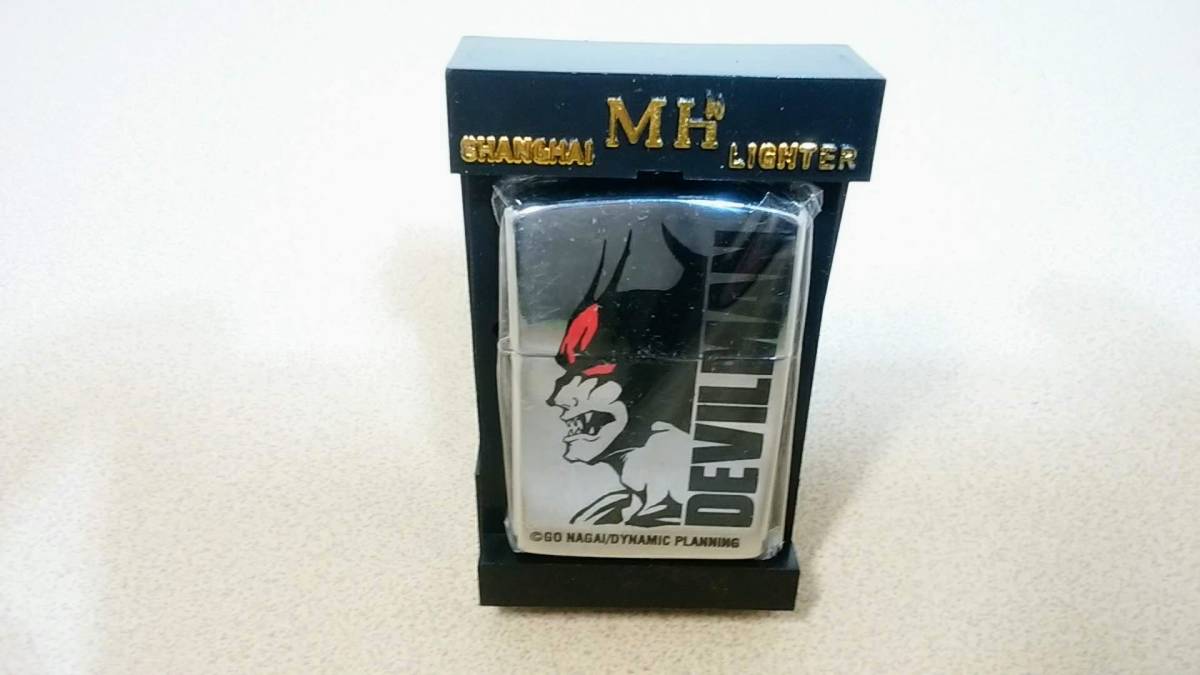 MH
SHANGHAI LIGHTER
DEVILMAN
©GO NAGAI/DYNAMIC PLANNING